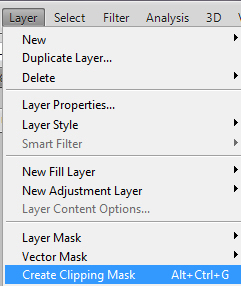 Layer Select Filter Analysis 3D
New
Duplicate Layer...
Delete
Layer Properties...
Layer Style
Smart Filter
New Fill Layer
New Adjustment Layer
Layer Content Options...
Layer Mask
Vector Mask
Create Clipping Mask Alt+Ctrl+G